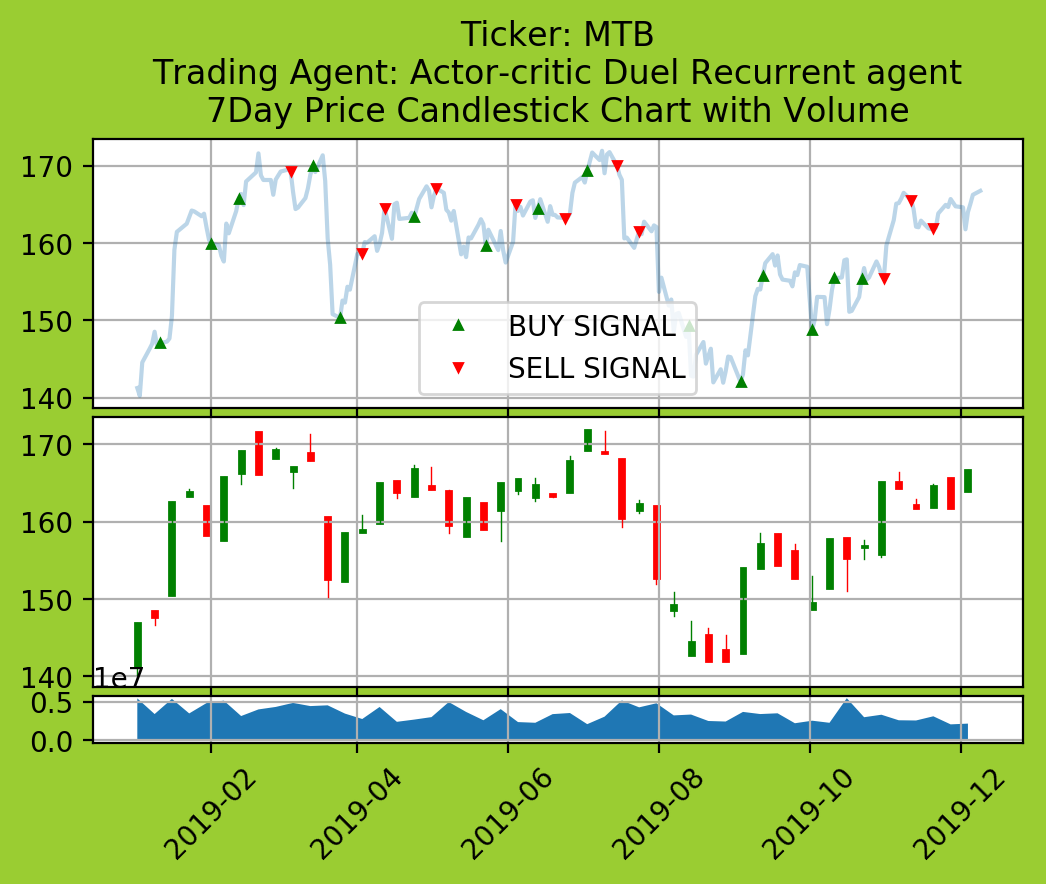 Ticker: MTB
Trading Agent: Actor-critic Duel Recurrent agent
7Day Price Candlestick Chart with Volume
170
160
150
140
BUY SIGNAL
SELL SIGNAL
170
160
150
140
1e7
0.5
0.0
2019-02
2019-04
2019-06
2019-08
2019-10
2019-12